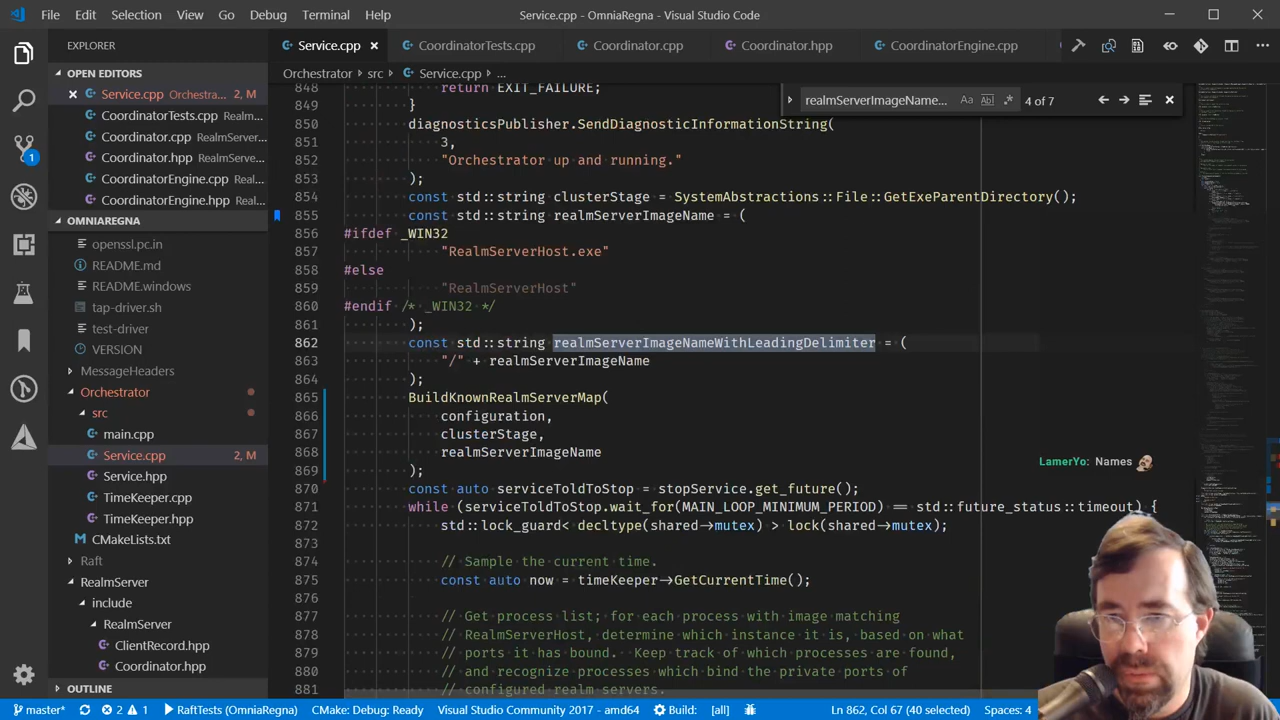 File Edit Selection View Go Debug Terminal Help Service.cpp - OmniaRegna - Visual Studio Code
EXPLORER
Service.cpp CoordinatorTests.cpp Coordinator.cpp Coordinator.hpp CoordinatorEngine.cpp
OPEN EDITORS
Service.cpp Orchestra... 2, M
CoordinatorTests.cpp Realm...
Coordinator.cpp RealmServer...
Coordinator.hpp RealmServer...
CoordinatorEngine.cpp Real...
CoordinatorEngine.hpp Real...
OMNIAREGNA
openssl.pc.in
README.md
README.windows
tap-driver.sh
test-driver
VERSION
MessageHeaders
Orchestrator
src
main.cpp
Service.cpp 2, M
Service.hpp
TimeKeeper.cpp
TimeKeeper.hpp
CMakeLists.txt
Raft
RealmServer
include
RealmServer
ClientRecord.hpp
Coordinator.hpp
OUTLINE
Orchestrator > src > Service.cpp > ...
realmServerImageName... Aa Abl .* 4 of 7
848 return EXIT_FAILURE;
849 }
850 diagnosticsPublisher.SendDiagnosticInformationString(
851 3,
852 "Orchestrator up and running."
853 );
854 const std::string clusterStage = SystemAbstractions::File::GetExeParentDirectory();
855 const std::string realmServerImageName = (
856 #ifdef _WIN32
857 "RealmServerHost.exe"
858 #else
859 "RealmServerHost"
860 #endif /* _WIN32 */
861 );
862 const std::string realmServerImageNameWithLeadingDelimiter = (
863 "/" + realmServerImageName
864 );
865 BuildKnownRealmServerMap(
866 configuration,
867 clusterStage,
868 realmServerImageName
869 );
870 const auto serviceToldToStop = stopService.get_future();
871 while (serviceToldToStop.wait_for(MAIN_LOOP_MINIMUM_PERIOD) == std::future_status::timeout) {
872 std::lock_guard< decltype(shared->mutex) > lock(shared->mutex);
873
874 // Sample the current time.
875 const auto now = timeKeeper->GetCurrentTime();
876
877 // Get process list; for each process with image matching
878 // RealmServerHost, determine which instance it is, based on what
879 // ports it has bound. Keep track of which processes are found,
880 // and recognize processes which bind the private ports of
881 // configured realm servers.
LamerYo: Names
master* 2 1 RaftTests (OmniaRegna) CMake: Debug: Ready Visual Studio Community 2017 - amd64 Build: [all] Ln 862, Col 67 (40 selected) Spaces: 4